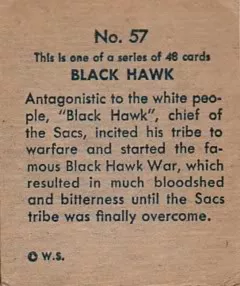 No. 57
This is one of a series of 48 cards
BLACK HAWK
Antagonistic to the white peo-
ple, "Black Hawk", chief of
the Sacs, incited his tribe to
warfare and started the fa-
mous Black Hawk War, which
resulted in much bloodshed
and bitterness until the Sacs
tribe was finally overcome.
© W.S.